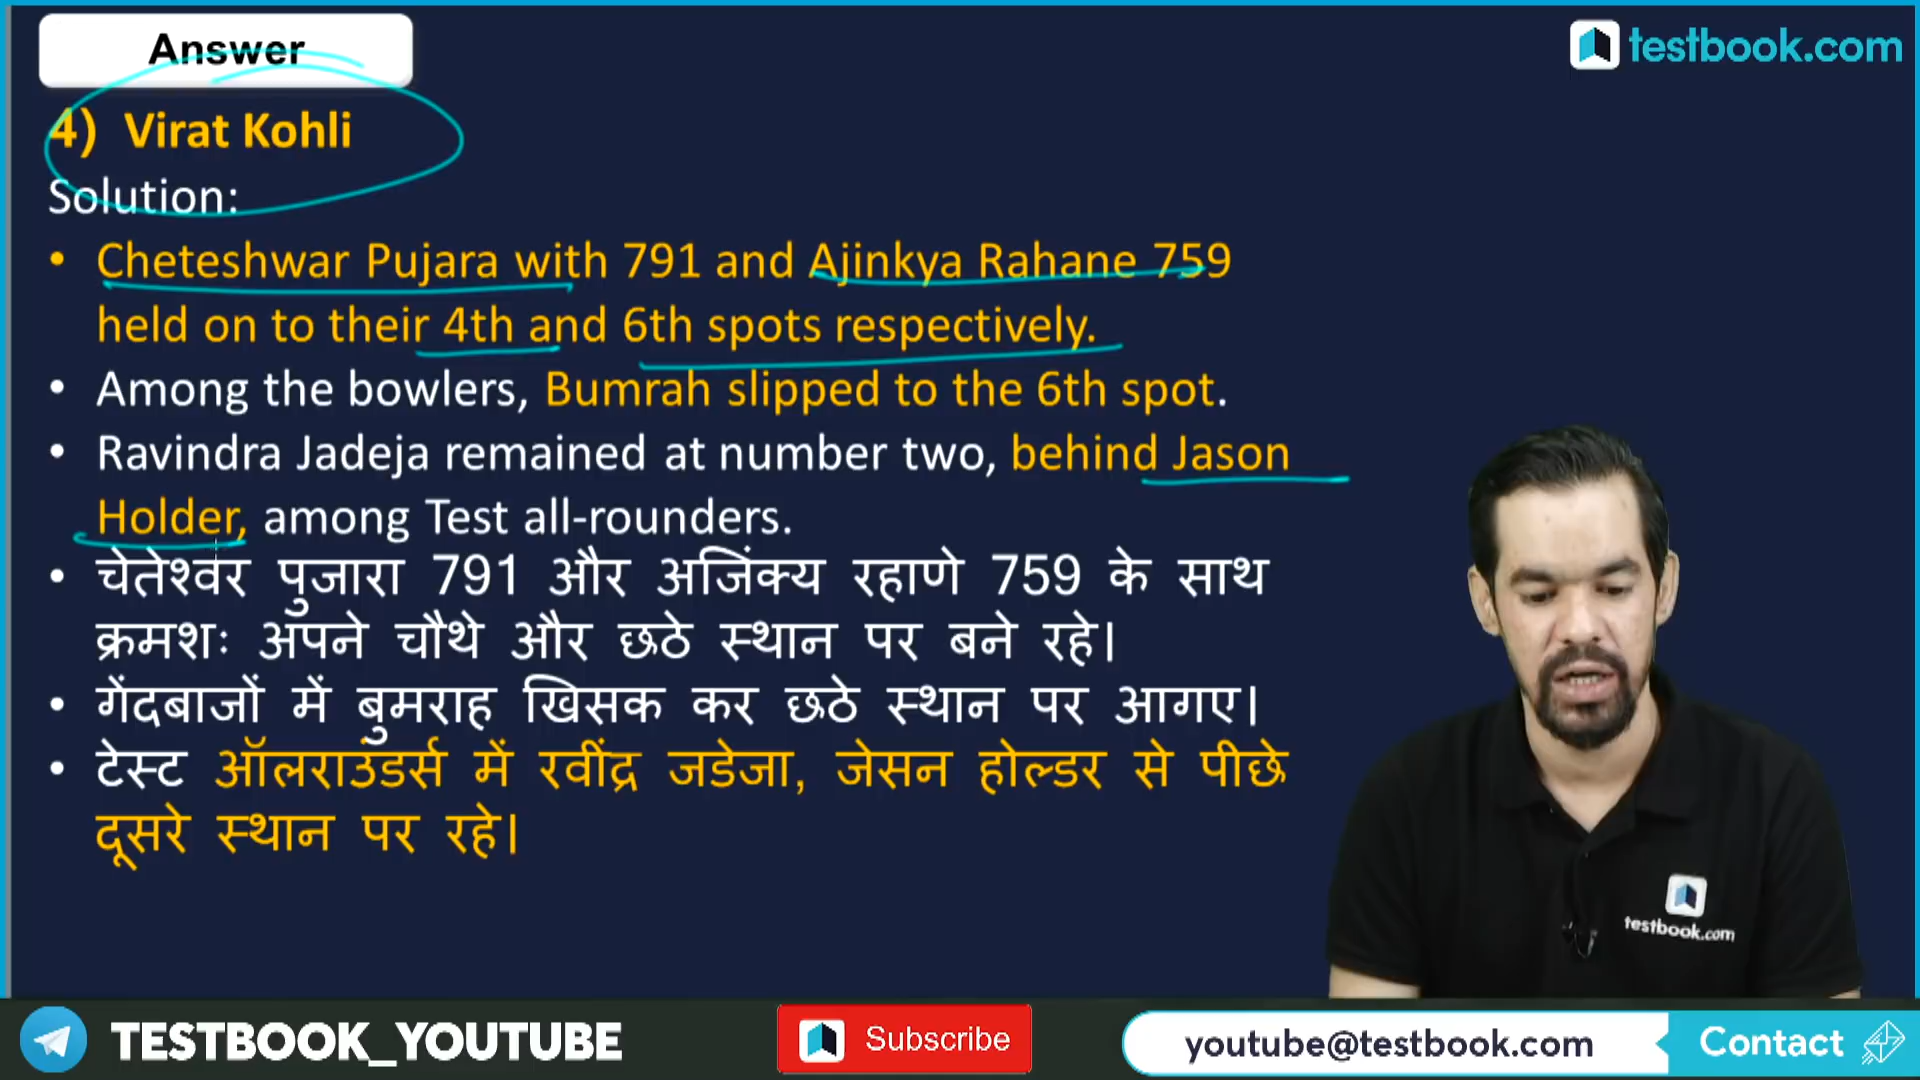 Answer
testbook.com
4) Virat Kohli
Solution:
• Cheteshwar Pujara with 791 and Ajinkya Rahane 759
held on to their 4th and 6th spots respectively.
• Among the bowlers, Bumrah slipped to the 6th spot.
• Ravindra Jadeja remained at number two, behind Jason
Holder, among Test all-rounders.
• चेतेश्वर पुजारा 791 और अजिंक्य रहाणे 759 के साथ
क्रमशः अपने चौथे और छठे स्थान पर बने रहे।
• गेंदबाजों में बुमराह खिसक कर छठे स्थान पर आगए।
• टेस्ट ऑलराउंडर्स में रवींद्र जडेजा, जेसन होल्डर से पीछे
दूसरे स्थान पर रहे।
testbook.com
TESTBOOK_YOUTUBE
Subscribe
youtube@testbook.com
Contact